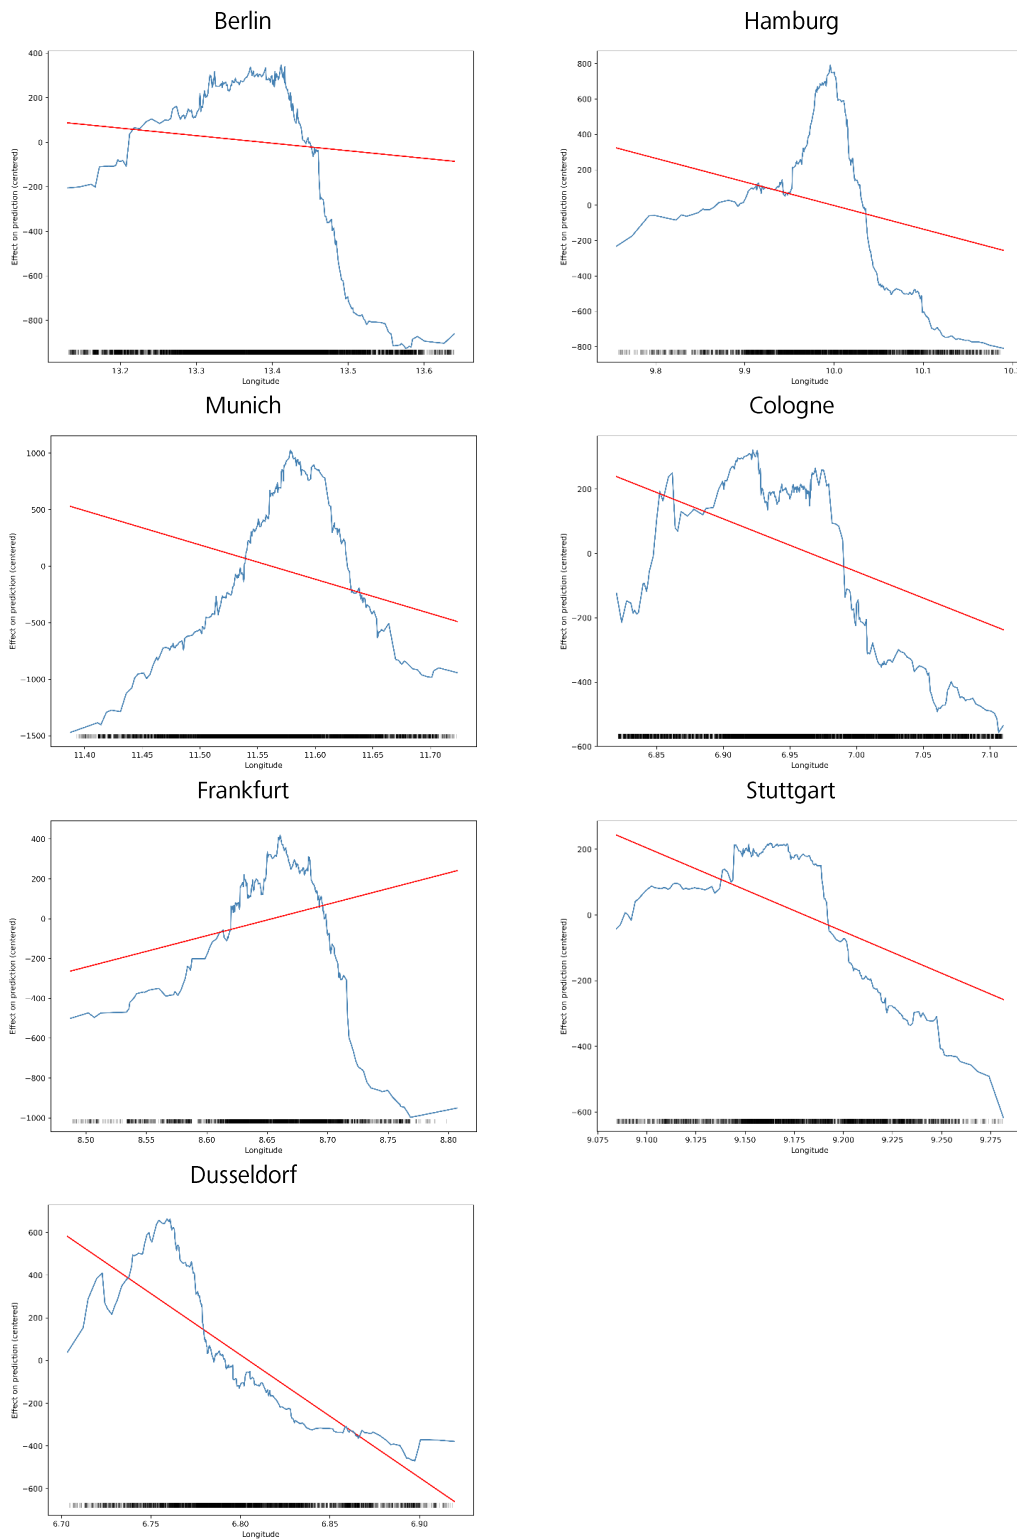 Berlin
Hamburg
400
200
0
−200
−400
−600
−800
Effect on prediction (centered)
13.2 13.3 13.4 13.5 13.6
Longitude
800
600
400
200
0
−200
−400
−600
−800
Effect on prediction (centered)
9.8 9.9 10.0 10.1
Longitude
Munich
Cologne
1000
500
0
−500
−1000
−1500
Effect on prediction (centered)
11.40 11.45 11.50 11.55 11.60 11.65 11.70
Longitude
200
0
−200
−400
−600
Effect on prediction (centered)
6.85 6.90 6.95 7.00 7.05 7.10
Longitude
Frankfurt
Stuttgart
400
200
0
−200
−400
−600
−800
−1000
Effect on prediction (centered)
8.50 8.55 8.60 8.65 8.70 8.75 8.80
Longitude
200
0
−200
−400
−600
Effect on prediction (centered)
9.075 9.100 9.125 9.150 9.175 9.200 9.225 9.250 9.275
Longitude
Dusseldorf
600
400
200
0
−200
−400
−600
Effect on prediction (centered)
6.70 6.75 6.80 6.85 6.90
Longitude